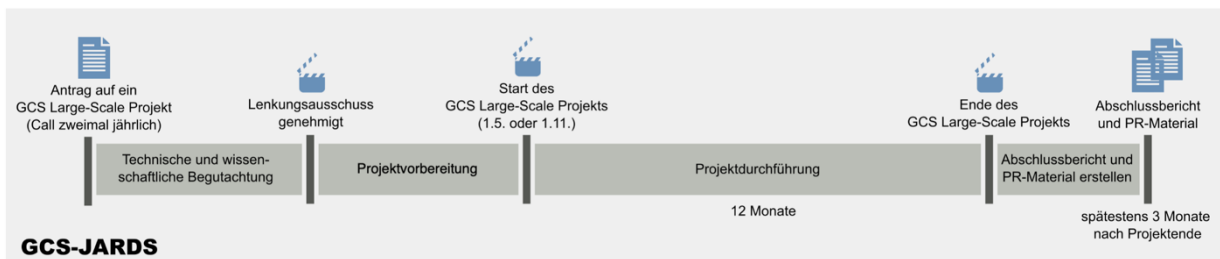 Antrag auf ein
GCS Large-Scale Projekt
(Call zweimal jährlich)
Lenkungsausschuss
genehmigt
Start des
GCS Large-Scale Projekts
(1.5. oder 1.11.)
Ende des
GCS Large-Scale Projekts
Abschlussbericht
und PR-Material
Technische und wissen-
schaftliche Begutachtung
Projektvorbereitung
Projektdurchführung
Abschlussbericht und
PR-Material erstellen
12 Monate
spätestens 3 Monate
nach Projektende
GCS-JARDS